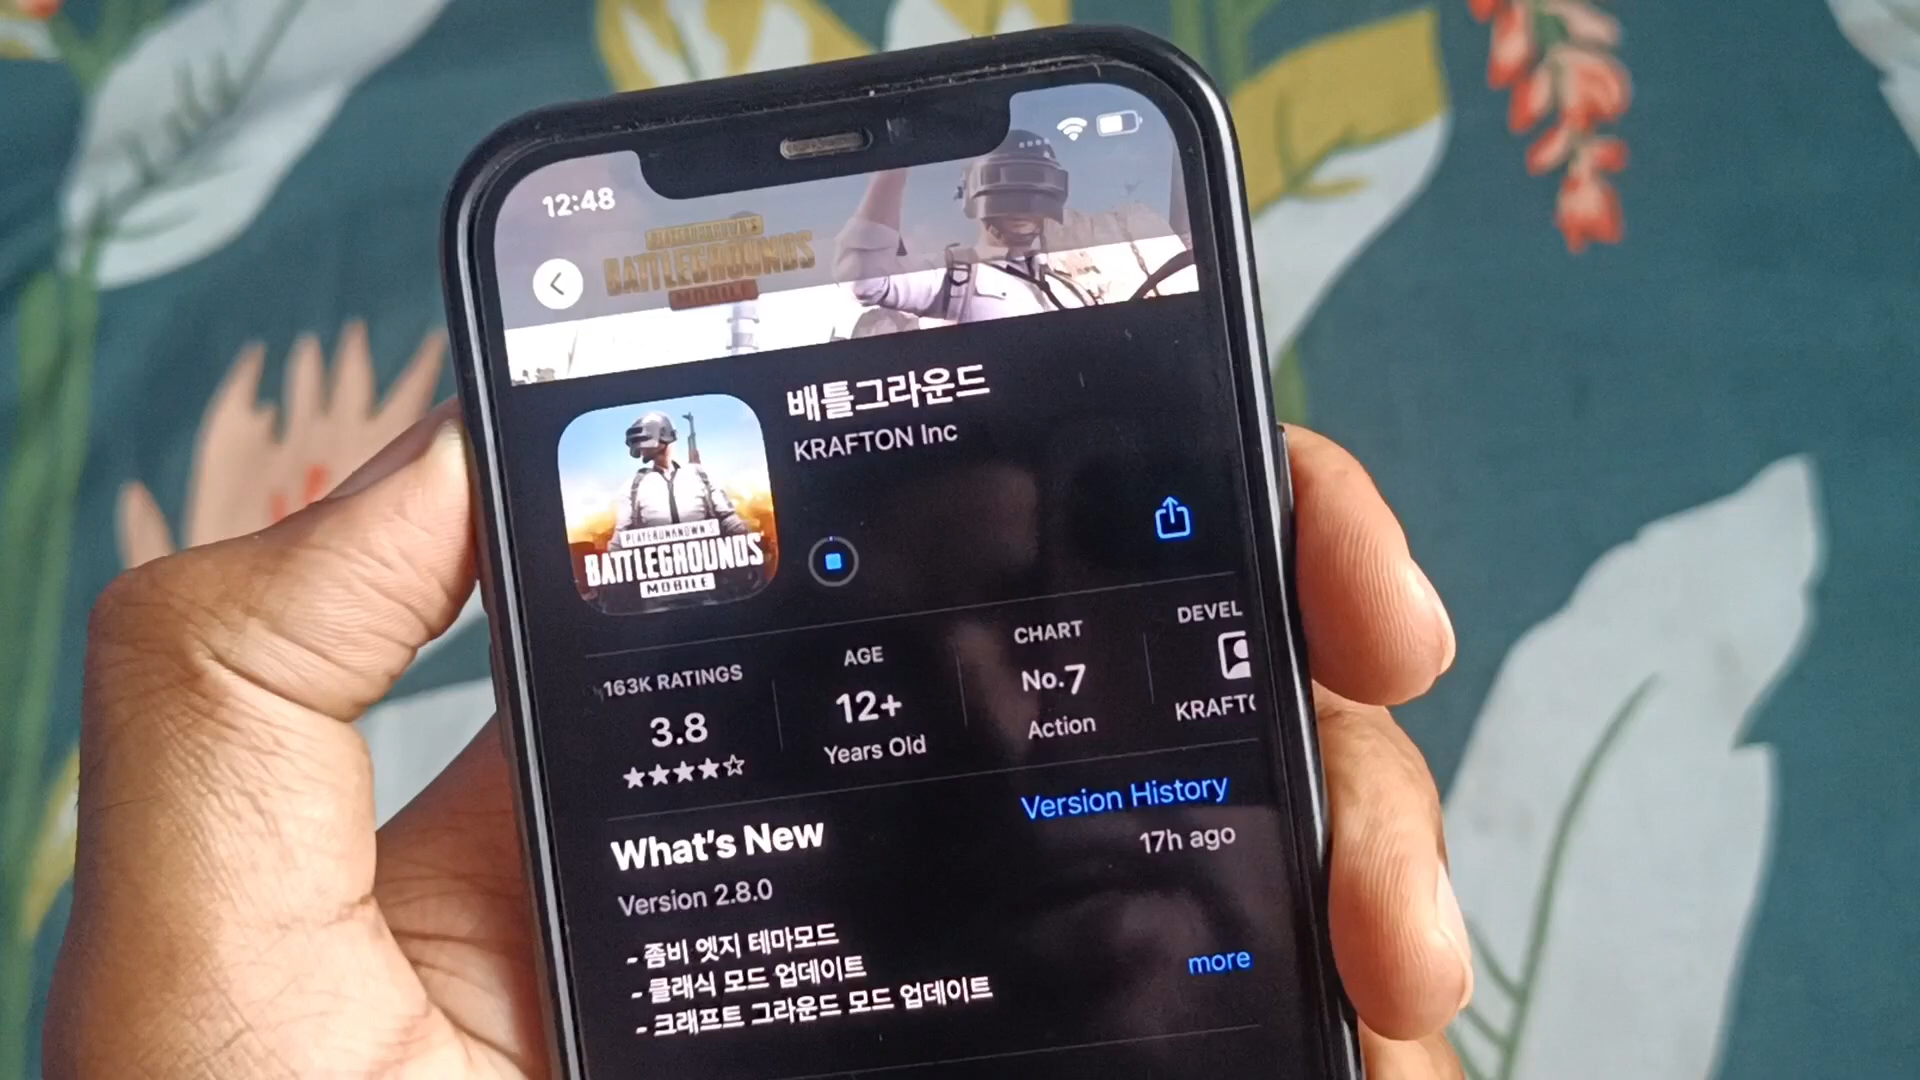 12:48
PLAYERUNKNOWN'S
BATTLEGROUNDS
MOBILE
배틀그라운드
KRAFTON Inc
PLAYERUNKNOWN'S
BATTLEGROUNDS
MOBILE
163K RATINGS
3.8
AGE
12+
Years Old
CHART
No.7
Action
DEVEL
KRAFTO
What's New
Version History
Version 2.8.0
17h ago
- 좀비 엣지 테마모드
- 클래식 모드 업데이트
- 크래프트 그라운드 모드 업데이트
more